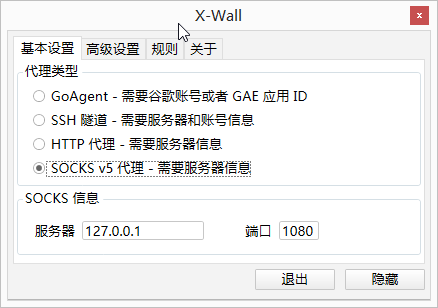 X-Wall
x
基本设置 高级设置 规则 关于
代理类型
GoAgent - 需要谷歌账号或者 GAE 应用 ID
SSH 隧道 - 需要服务器和账号信息
HTTP 代理 - 需要服务器信息
SOCKS v5 代理 - 需要服务器信息
SOCKS 信息
服务器 127.0.0.1 端口 1080
退出 隐藏